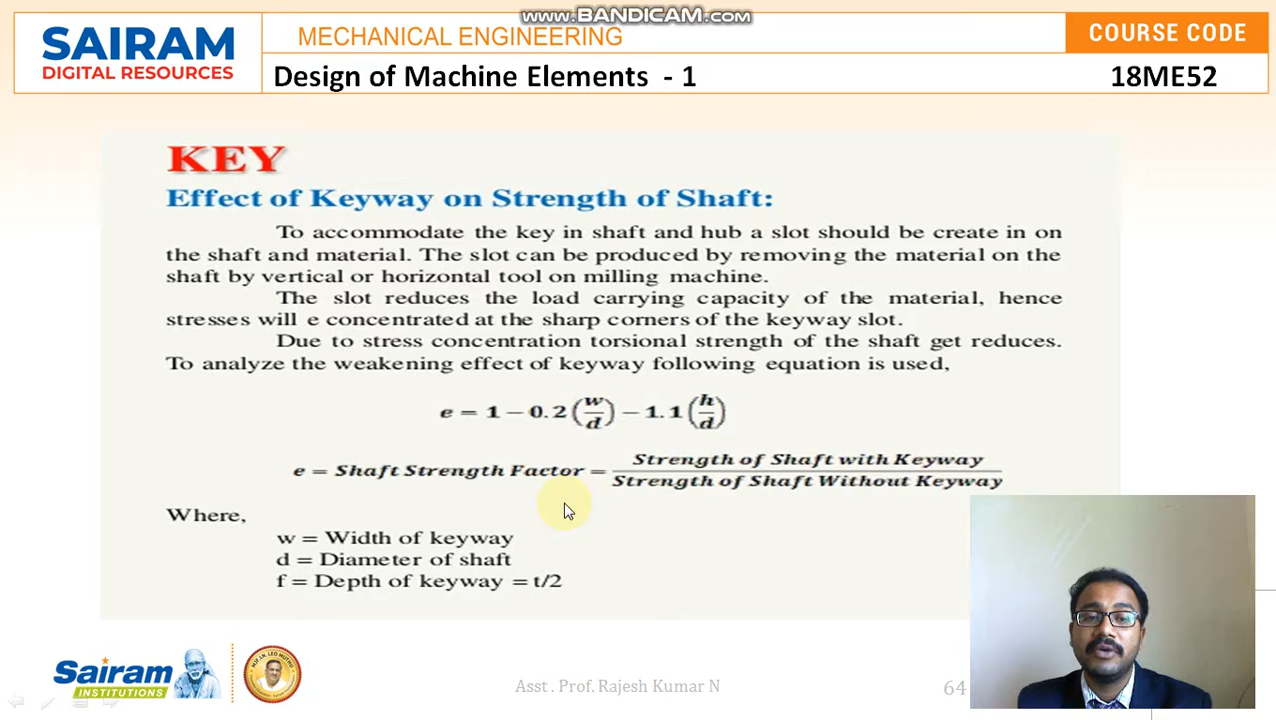 www.BANDICAM.com
SAIRAM
DIGITAL RESOURCES
MECHANICAL ENGINEERING
COURSE CODE
Design of Machine Elements - 1
18ME52
KEY
Effect of Keyway on Strength of Shaft:
To accommodate the key in shaft and hub a slot should be create in on
the shaft and material. The slot can be produced by removing the material on the
shaft by vertical or horizontal tool on milling machine.
The slot reduces the load carrying capacity of the material, hence
stresses will e concentrated at the sharp corners of the keyway slot.
Due to stress concentration torsional strength of the shaft get reduces.
To analyze the weakening effect of keyway following equation is used,
e = 1 − 0.2 (w/d) − 1.1 (h/d)
e = Shaft Strength Factor = Strength of Shaft with Keyway / Strength of Shaft Without Keyway
Where,
w = Width of keyway
d = Diameter of shaft
f = Depth of keyway = t/2
Sairam
INSTITUTIONS
Asst . Prof. Rajesh Kumar N
64